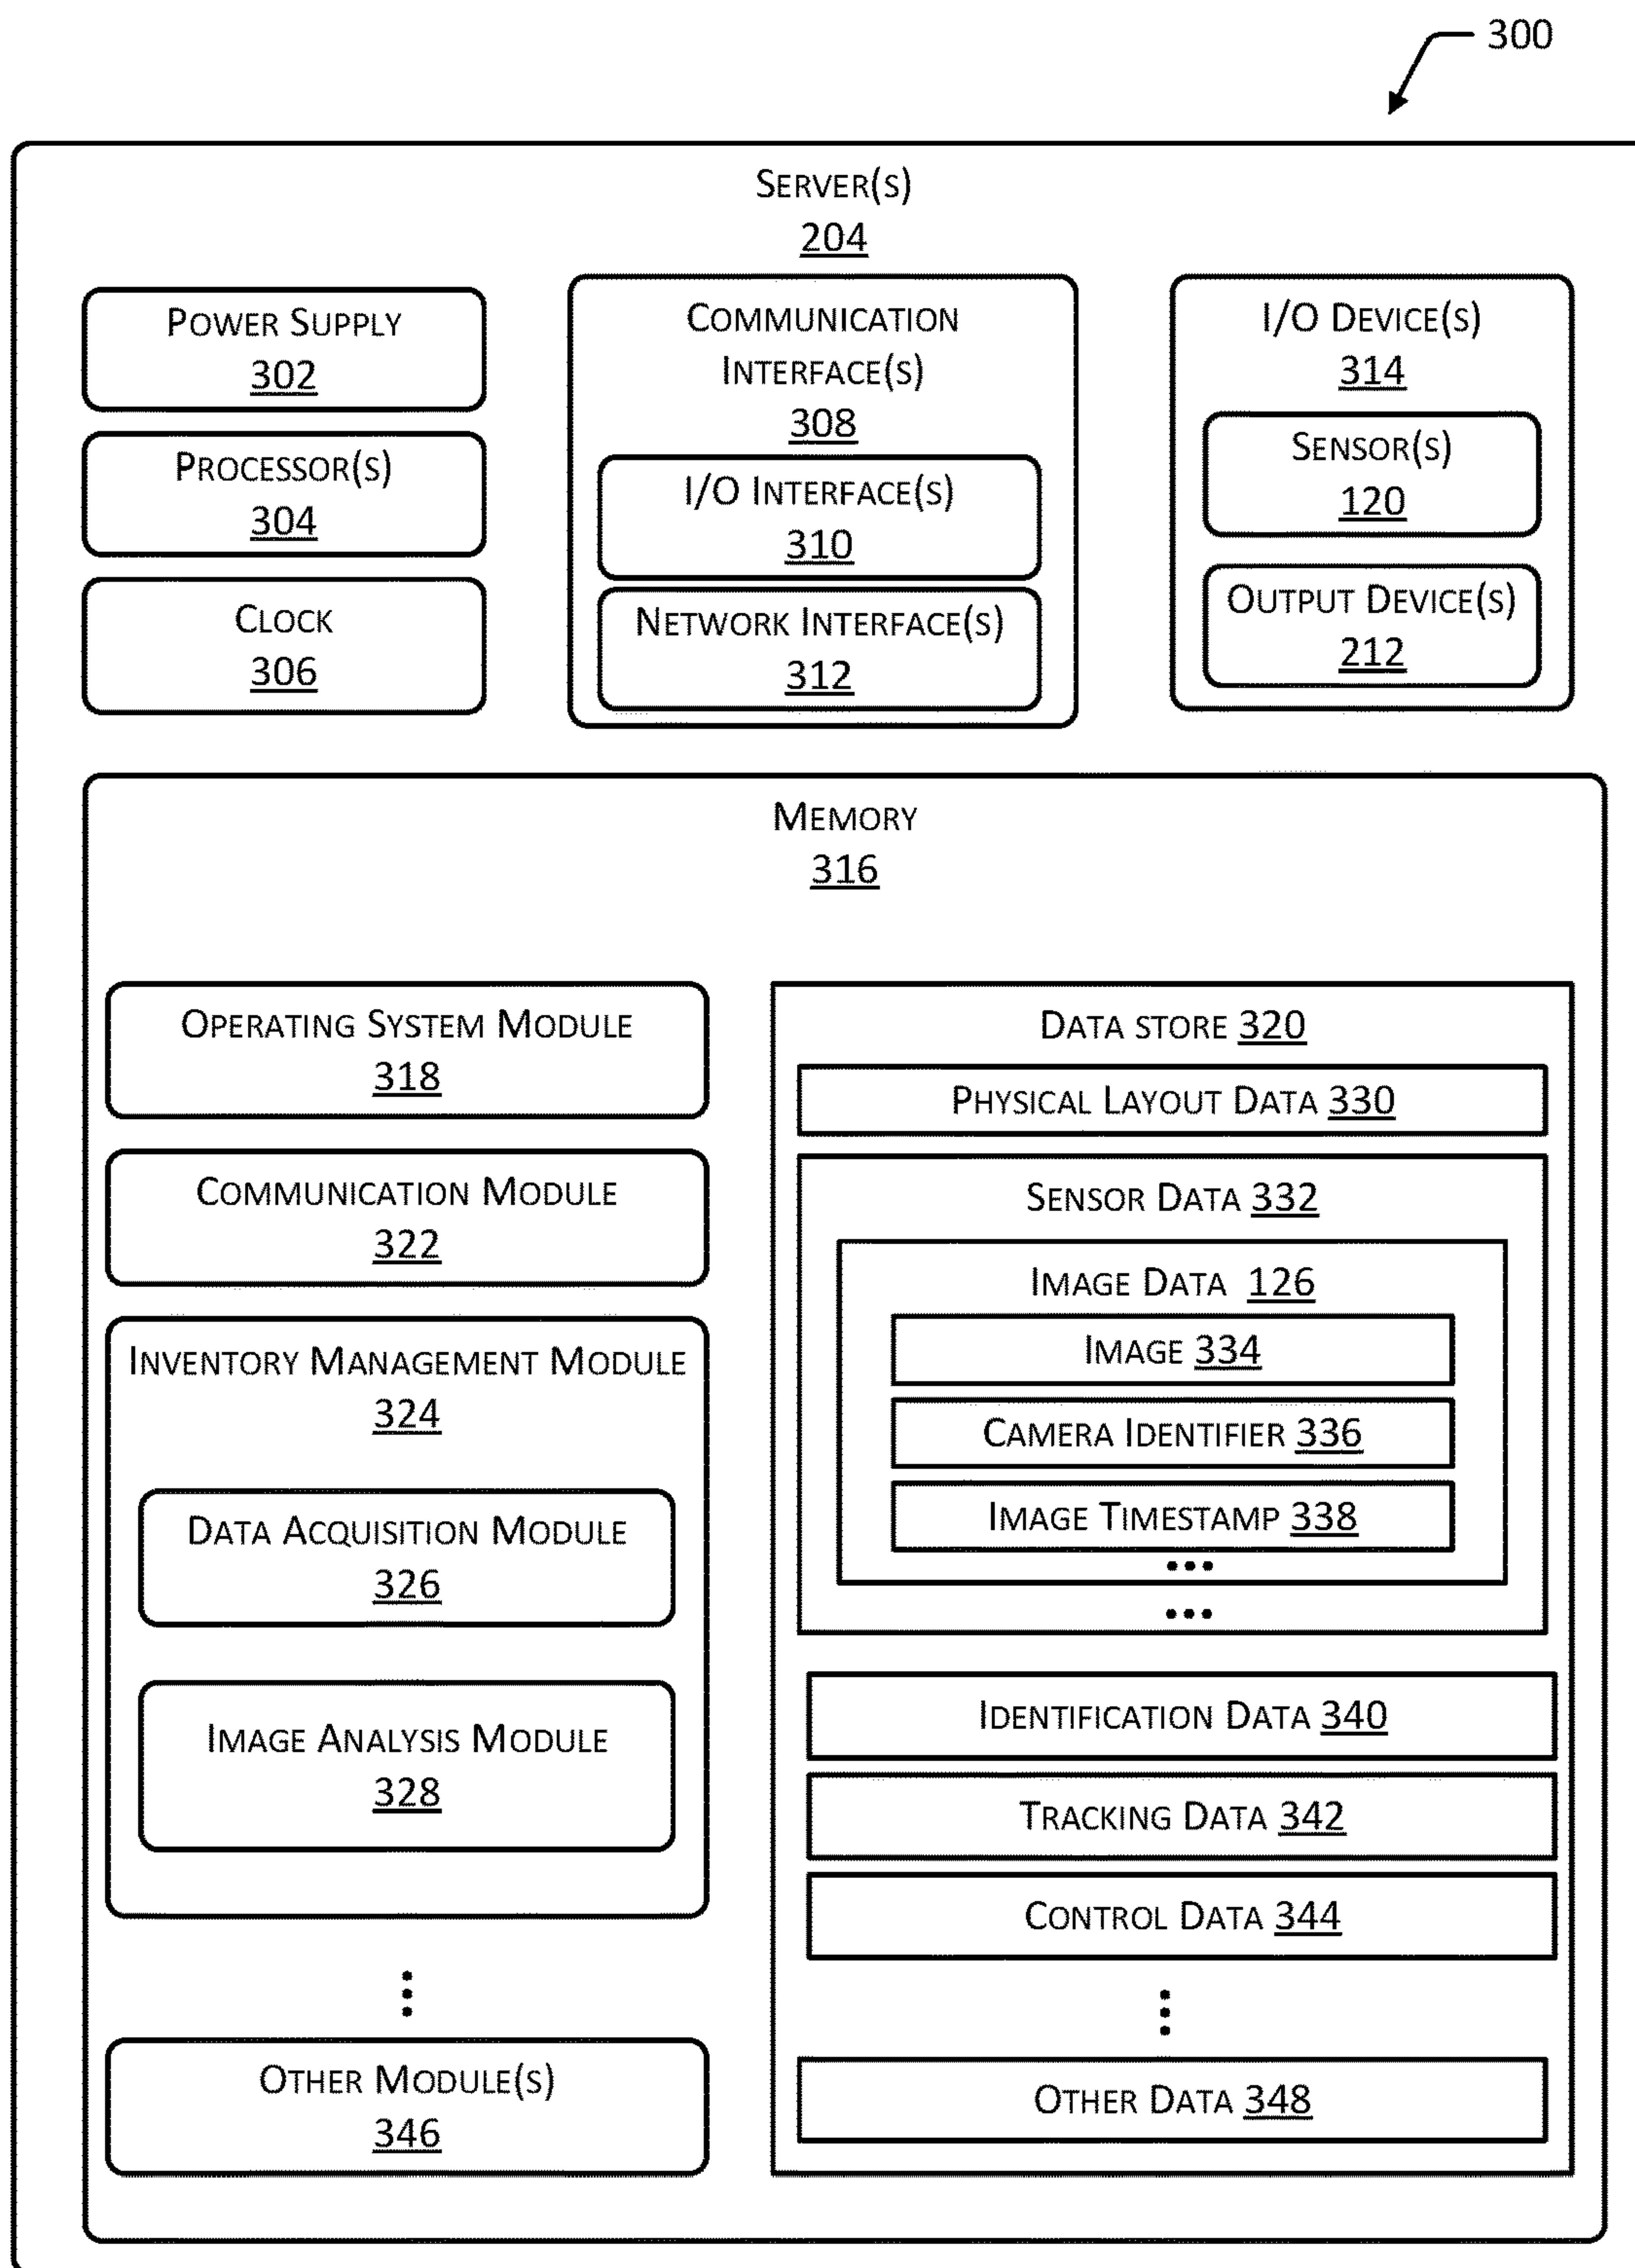 300
SERVER(S)
204
POWER SUPPLY
302
PROCESSOR(S)
304
CLOCK
306
COMMUNICATION
INTERFACE(S)
308
I/O INTERFACE(S)
310
NETWORK INTERFACE(S)
312
I/O DEVICE(S)
314
SENSOR(S)
120
OUTPUT DEVICE(S)
212
MEMORY
316
OPERATING SYSTEM MODULE
318
COMMUNICATION MODULE
322
INVENTORY MANAGEMENT MODULE
324
DATA ACQUISITION MODULE
326
IMAGE ANALYSIS MODULE
328
OTHER MODULE(S)
346
DATA STORE 320
PHYSICAL LAYOUT DATA 330
SENSOR DATA 332
IMAGE DATA 126
IMAGE 334
CAMERA IDENTIFIER 336
IMAGE TIMESTAMP 338
...
...
IDENTIFICATION DATA 340
TRACKING DATA 342
CONTROL DATA 344
OTHER DATA 348